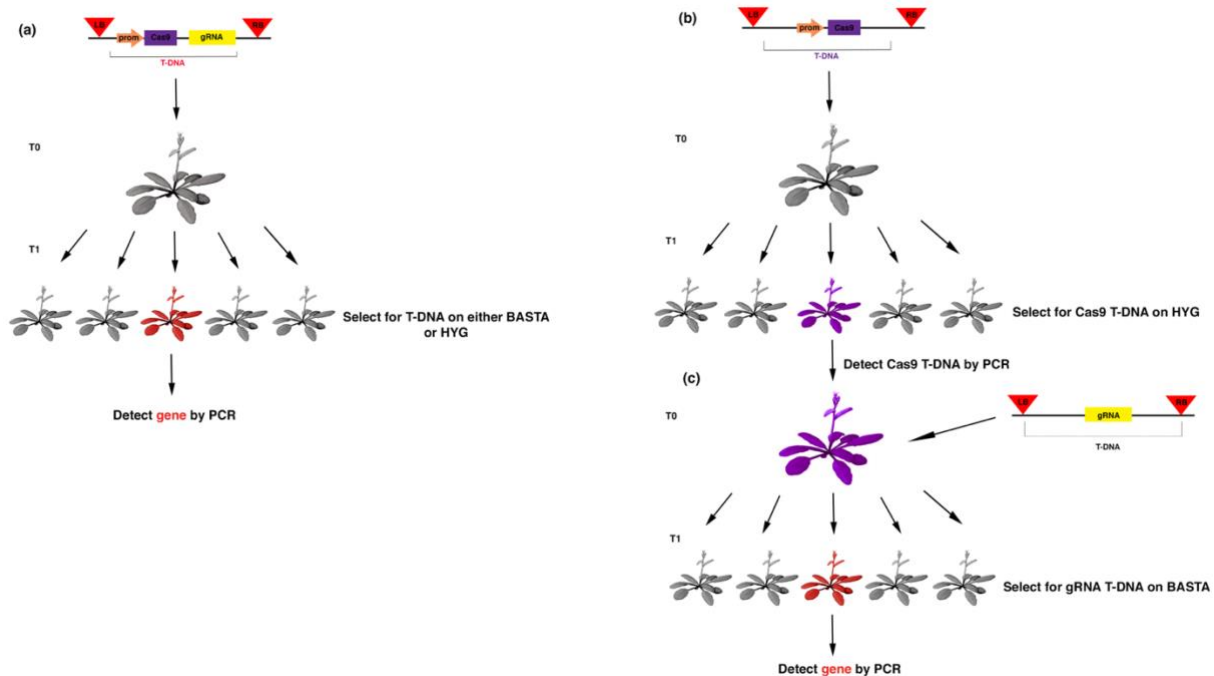 (a)
LB
RB
prom
Cas9
gRNA
T-DNA
T0
T1
Select for T-DNA on either BASTA
or HYG
Detect gene by PCR
(b)
LB
RB
prom
Cas9
T-DNA
T0
T1
Select for Cas9 T-DNA on HYG
Detect Cas9 T-DNA by PCR
(c)
T0
LB
RB
gRNA
T-DNA
T1
Select for gRNA T-DNA on BASTA
Detect gene by PCR